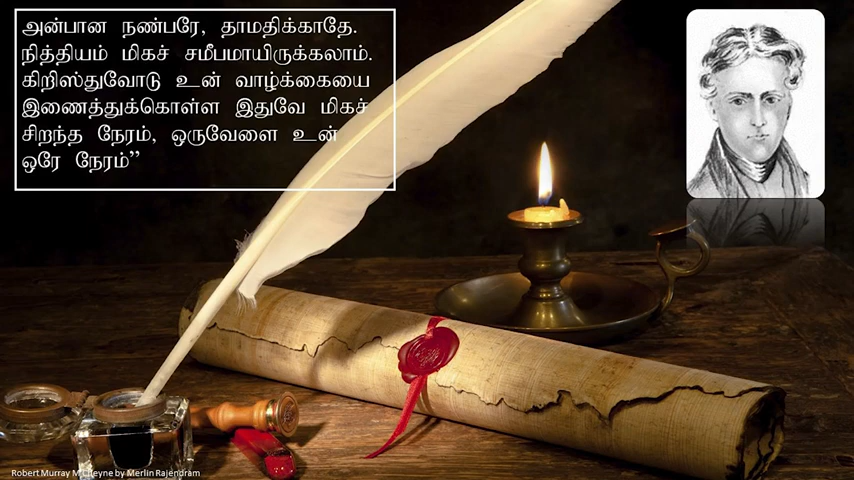 அன்பான நண்பரே, தாமதிக்காதே.
நித்தியம் மிகச் சமீபமாயிருக்கலாம்.
கிறிஸ்துவோடு உன் வாழ்க்கையை
இணைத்துக்கொள்ள இதுவே மிகச்
சிறந்த நேரம், ஒருவேளை உன்
ஒரே நேரம்”
Robert Murray M'Cheyne by Merlin Rajendram